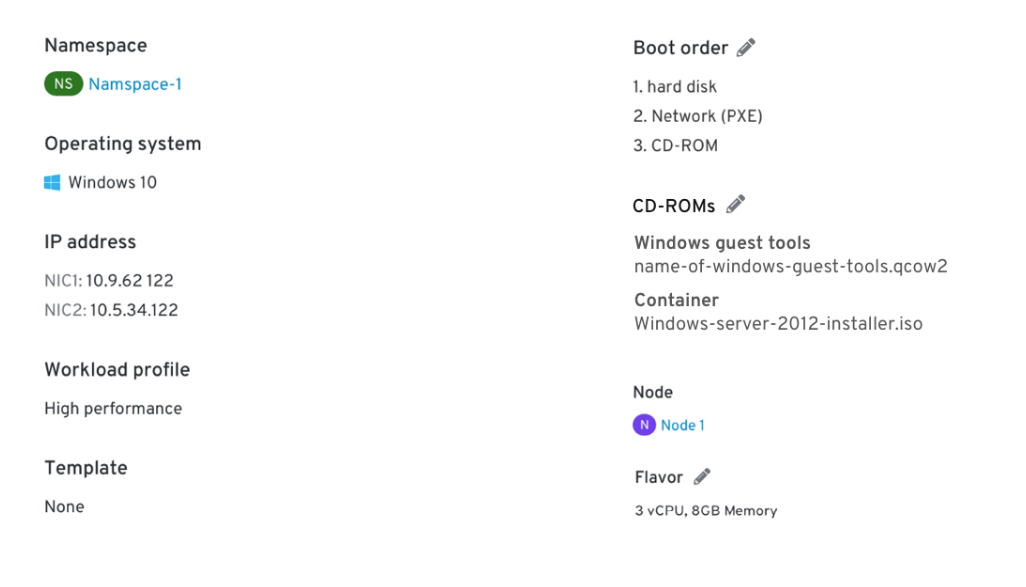 Namespace
NS Namspace-1
Operating system
Windows 10
IP address
NIC1: 10.9.62 122
NIC2: 10.5.34.122
Workload profile
High performance
Template
None
Boot order
1. hard disk
2. Network (PXE)
3. CD-ROM
CD-ROMs
Windows guest tools
name-of-windows-guest-tools.qcow2
Container
Windows-server-2012-installer.iso
Node
N Node 1
Flavor
3 vCPU, 8GB Memory